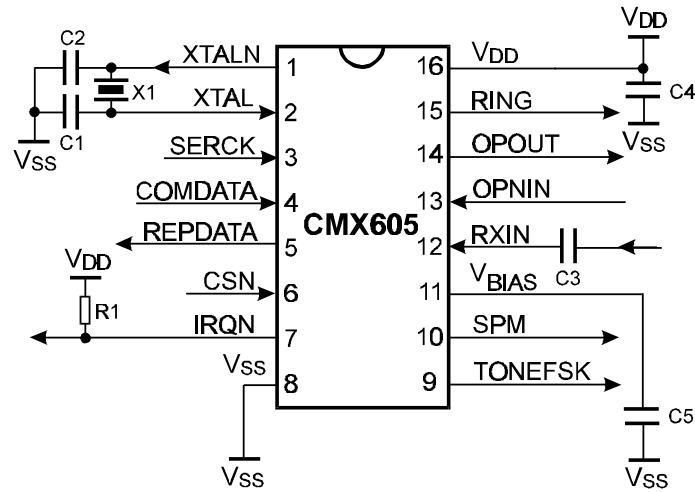 C2
XTALN
1
X1
XTAL
2
C1
VSS
SERCK
3
COMDATA
4
REPDATA
5
VDD
CSN
6
R1
IRQN
7
VSS
8
VSS
CMX605
VDD
16
VDD
C4
15
RING
VSS
14
OPOUT
13
OPNIN
12
RXIN
C3
11
VBIAS
10
SPM
9
TONEFSK
C5
VSS